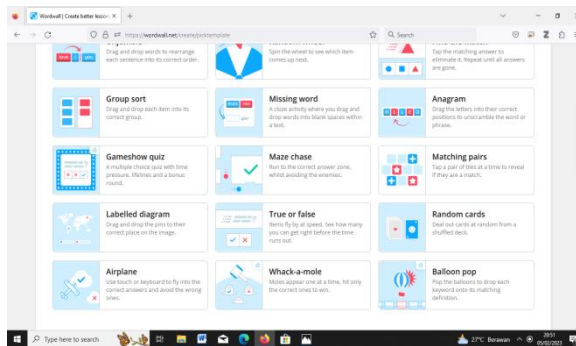 Wordwall | Create better lesson
https://wordwall.net/create/picktemplate
Search
Drag and drop words to rearrange
each sentence into its correct order.
Spin the wheel to see which item
comes up next.
Tap the matching answer to
eliminate it. Repeat until all answers
are gone.
Group sort
Drag and drop each item into its
correct group.
Missing word
A cloze activity where you drag and
drop words into blank spaces within
a text.
Anagram
Drag the letters into their correct
positions to unscramble the word or
phrase.
Gameshow quiz
A multiple choice quiz with time
pressure, lifelines and a bonus
round.
Maze chase
Run to the correct answer zone,
whilst avoiding the enemies.
Matching pairs
Tap a pair of tiles at a time to reveal
if they are a match.
Labelled diagram
Drag and drop the pins to their
correct place on the image.
True or false
Items fly by at speed. See how many
you can get right before the time
runs out.
Random cards
Deal out cards at random from a
shuffled deck.
Airplane
Use touch or keyboard to fly into the
correct answers and avoid the wrong
ones.
Whack-a-mole
Moles appear one at a time, hit only
the correct ones to win.
Balloon pop
Pop the balloons to drop each
keyword onto its matching
definition.
Type here to search
27°C Berawan
20:51
05/02/2023